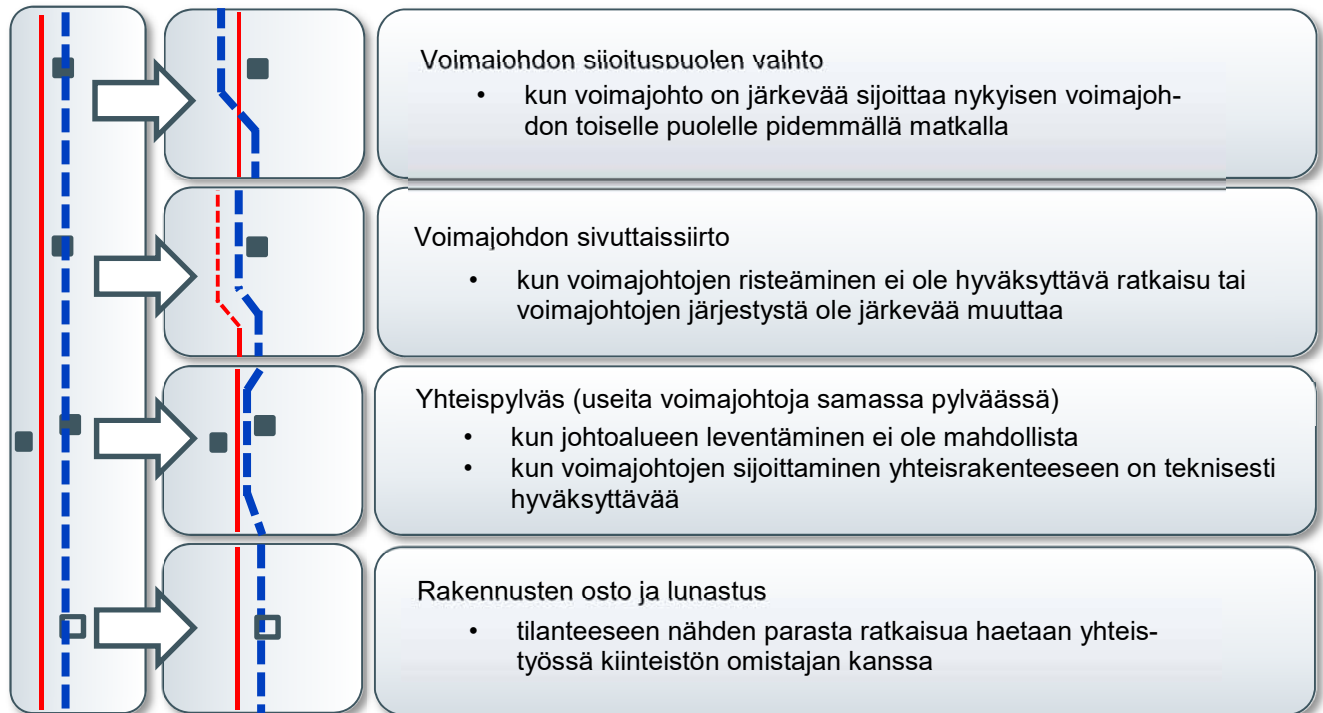 Voimajohdon sijoituspuolen vaihto
• kun voimajohto on järkevää sijoittaa nykyisen voimajoh-
don toiselle puolelle pidemmällä matkalla
Voimajohdon sivuttaissiirto
• kun voimajohtojen risteäminen ei ole hyväksyttävä ratkaisu tai
voimajohtojen järjestystä ole järkevää muuttaa
Yhteispylväs (useita voimajohtoja samassa pylväässä)
• kun johtoalueen leventäminen ei ole mahdollista
• kun voimajohtojen sijoittaminen yhteisrakenteeseen on teknisesti
hyväksyttävää
Rakennusten osto ja lunastus
• tilanteeseen nähden parasta ratkaisua haetaan yhteis-
työssä kiinteistön omistajan kanssa